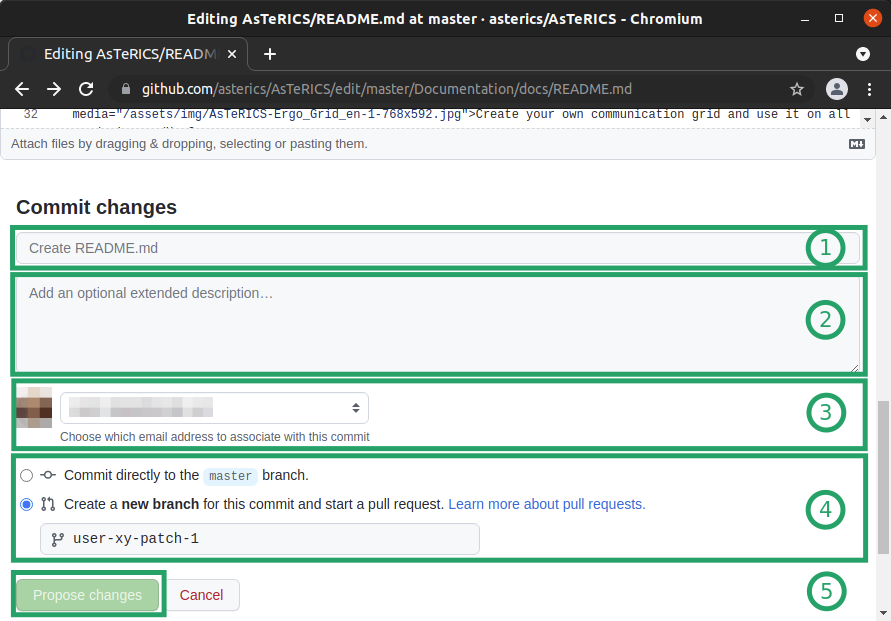 Editing AsTeRICS/README.md at master · asterics/AsTeRICS - Chromium
Editing AsTeRICS/READM
github.com/asterics/AsTeRICS/edit/master/Documentation/docs/README.md
32 media="/assets/img/AsTeRICS-Ergo_Grid_en-1-768x592.jpg">Create your own communication grid and use it on all
Attach files by dragging & dropping, selecting or pasting them.
Commit changes
Create README.md
1
Add an optional extended description…
2
3
Choose which email address to associate with this commit
Commit directly to the master branch.
Create a new branch for this commit and start a pull request. Learn more about pull requests.
4
user-xy-patch-1
Propose changes
Cancel
5